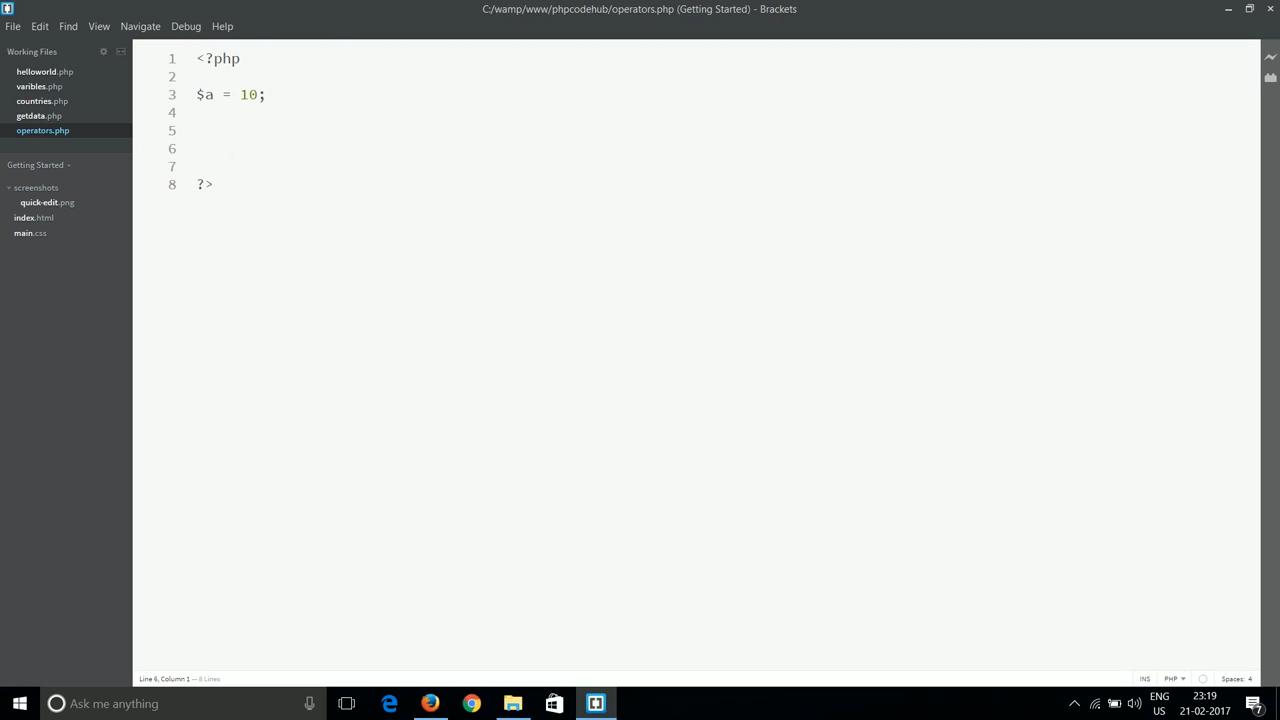 C:/wamp/www/phpcodehub/operators.php (Getting Started) - Brackets
File Edit Find View Navigate Debug Help
Working Files
helloworld.php
varibles.php
countries.php
getdata.php
operators.php
Getting Started
screenshots
quick-edit.png
index.html
main.css
1 <?php
2
3 $a = 10;
4
5
6
7
8 ?>
Line 6, Column 1 — 8 Lines
INS PHP Spaces: 4
Ask me anything
ENG
US
23:19
21-02-2017
7